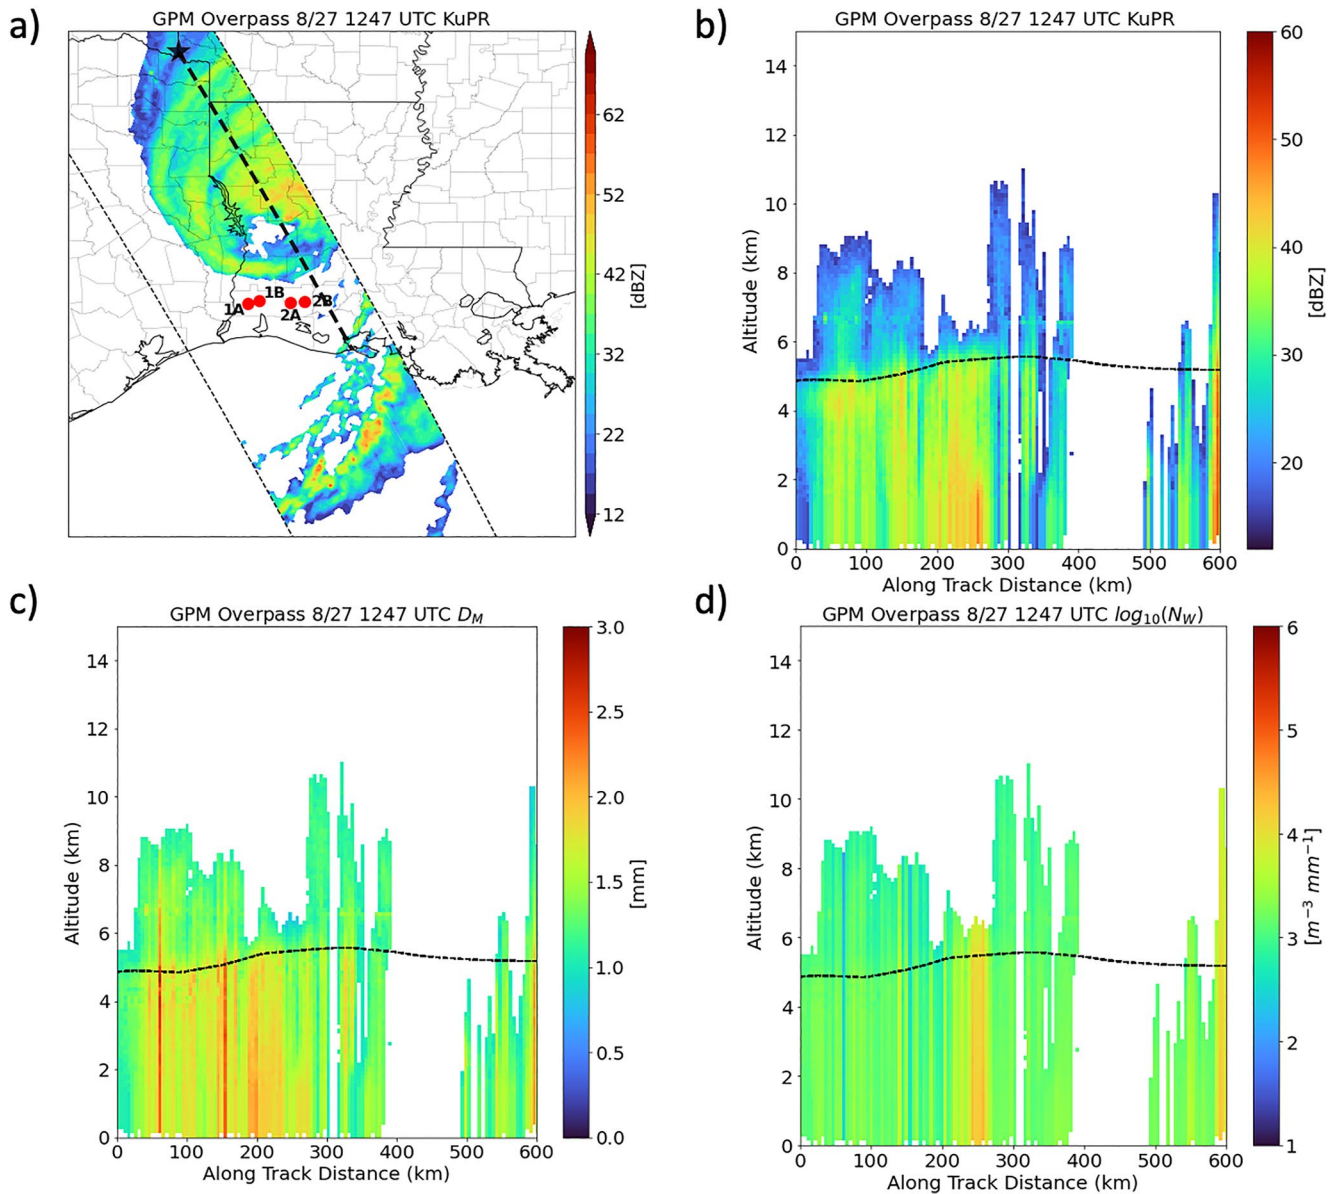 a)
GPM Overpass 8/27 1247 UTC KuPR
1A
1B
2A
2B
62
52
42
32
22
12
[dBZ]
b)
GPM Overpass 8/27 1247 UTC KuPR
14
12
10
8
6
4
2
0
Altitude (km)
0 100 200 300 400 500 600
Along Track Distance (km)
60
50
40
30
20
[dBZ]
c)
GPM Overpass 8/27 1247 UTC D_M
14
12
10
8
6
4
2
0
Altitude (km)
0 100 200 300 400 500 600
Along Track Distance (km)
3.0
2.5
2.0
1.5
1.0
0.5
0.0
[mm]
d)
GPM Overpass 8/27 1247 UTC log₁₀(N_W)
14
12
10
8
6
4
2
0
Altitude (km)
0 100 200 300 400 500 600
Along Track Distance (km)
6
5
4
3
2
1
[m⁻³ mm⁻¹]